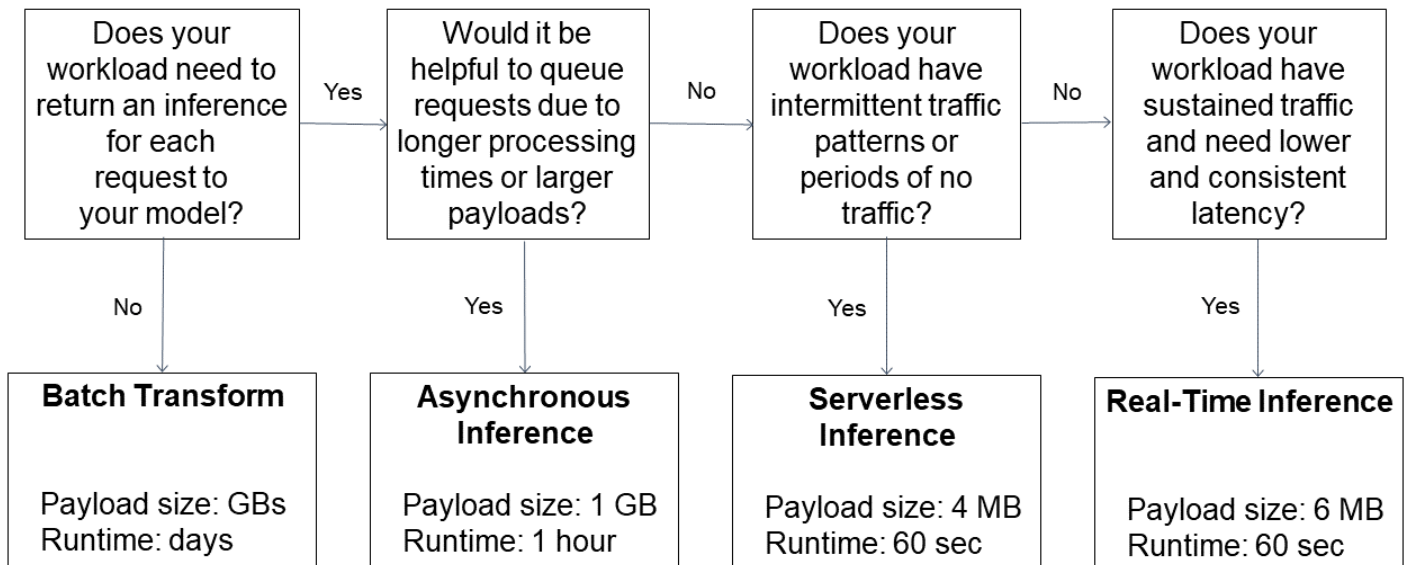 Does your
workload need to
return an inference
for each
request to
your model?
Yes
Would it be
helpful to queue
requests due to
longer processing
times or larger
payloads?
No
Does your
workload have
intermittent traffic
patterns or
periods of no
traffic?
No
Does your
workload have
sustained traffic
and need lower
and consistent
latency?
No
Yes
Yes
Yes
Batch Transform
Payload size: GBs
Runtime: days
Asynchronous
Inference
Payload size: 1 GB
Runtime: 1 hour
Serverless
Inference
Payload size: 4 MB
Runtime: 60 sec
Real-Time Inference
Payload size: 6 MB
Runtime: 60 sec